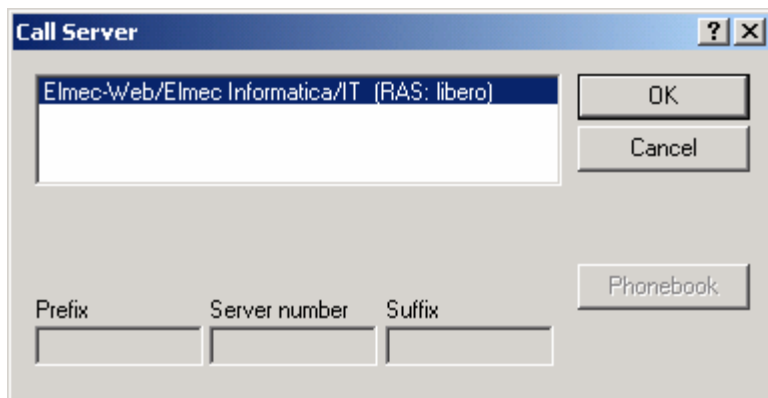 Call Server
Elmec-Web/Elmec Informatica/IT (RAS: libero)
OK
Cancel
Phonebook
Prefix Server number Suffix